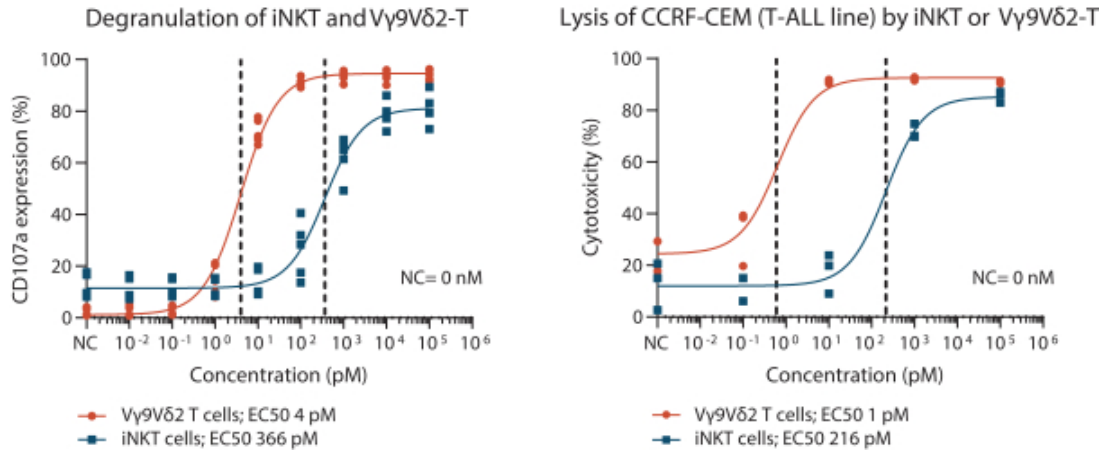 Degranulation of iNKT and Vγ9Vδ2-T
CD107a expression (%)
100
80
60
40
20
0
NC= 0 nM
NC 10⁻² 10⁻¹ 10⁰ 10¹ 10² 10³ 10⁴ 10⁵ 10⁶
Concentration (pM)
Vγ9Vδ2 T cells; EC50 4 pM
iNKT cells; EC50 366 pM
Lysis of CCRF-CEM (T-ALL line) by iNKT or Vγ9Vδ2-T
Cytotoxicity (%)
100
80
60
40
20
0
NC= 0 nM
NC 10⁻² 10⁻¹ 10⁰ 10¹ 10² 10³ 10⁴ 10⁵ 10⁶
Concentration (pM)
Vγ9Vδ2 T cells; EC50 1 pM
iNKT cells; EC50 216 pM